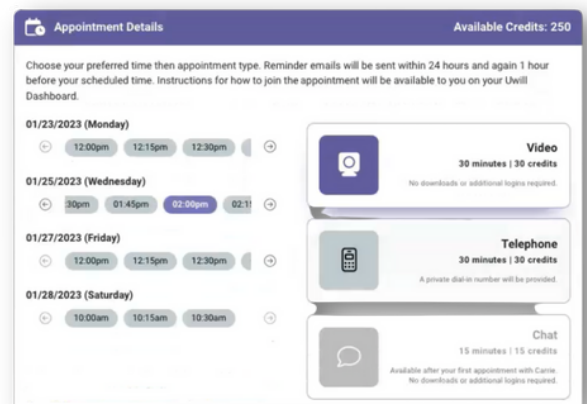 Appointment Details
Available Credits: 250
Choose your preferred time then appointment type. Reminder emails will be sent within 24 hours and again 1 hour
before your scheduled time. Instructions for how to join the appointment will be available to you on your Uwill
Dashboard.
01/23/2023 (Monday)
12:00pm 12:15pm 12:30pm
01/25/2023 (Wednesday)
:30pm 01:45pm 02:00pm 02:1
01/27/2023 (Friday)
12:00pm 12:15pm 12:30pm
01/28/2023 (Saturday)
10:00am 10:15am 10:30am
Video
30 minutes | 30 credits
No downloads or additional logins required.
Telephone
30 minutes | 30 credits
A private dial-in number will be provided.
Chat
15 minutes | 15 credits
Available after your first appointment with Carrie.
No downloads or additional logins required.